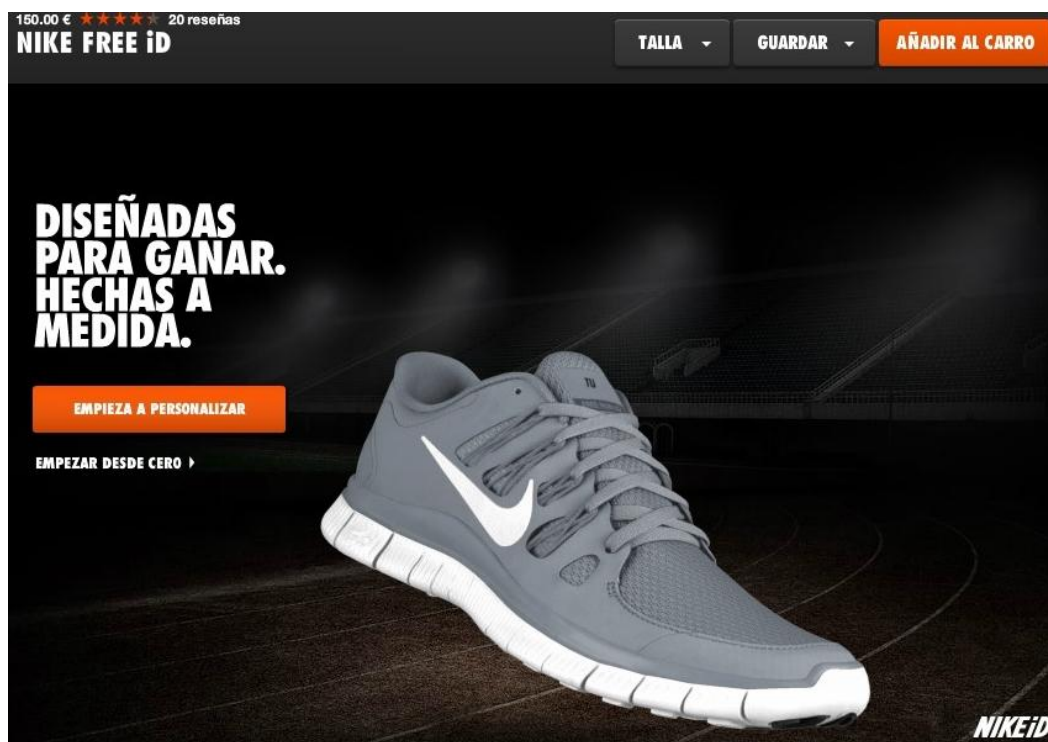 150.00 € 20 reseñas
NIKE FREE iD
TALLA
GUARDAR
AÑADIR AL CARRO
DISEÑADAS
PARA GANAR.
HECHAS A
MEDIDA.
EMPIEZA A PERSONALIZAR
EMPEZAR DESDE CERO
TU
NIKEiD